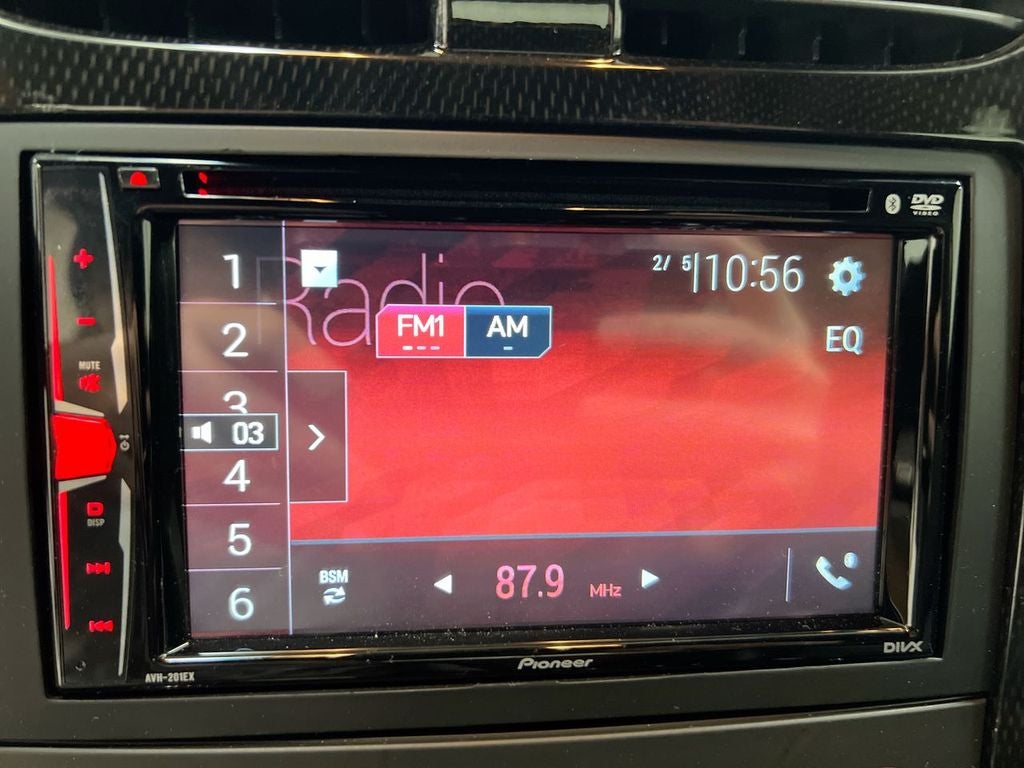 DVD
VIDEO
MUTE
DISP
1
2
3
03
4
5
6
Radio
FM1
AM
2/ 5
10:56
EQ
BSM
87.9 MHz
Pioneer
DIVX
AVH-201EX